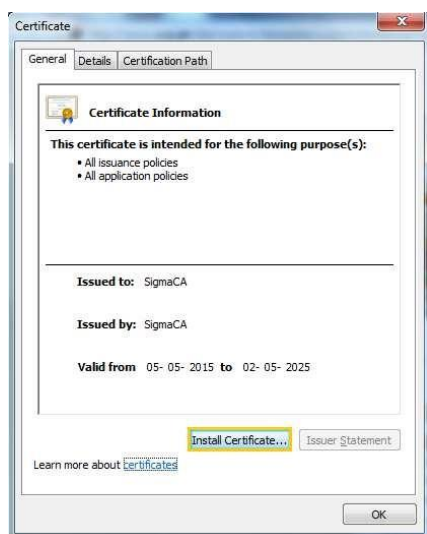 Certificate
General Details Certification Path
Certificate Information
This certificate is intended for the following purpose(s):
• All issuance policies
• All application policies
Issued to: SigmaCA
Issued by: SigmaCA
Valid from 05- 05- 2015 to 02- 05- 2025
Install Certificate... Issuer Statement
Learn more about certificates
OK